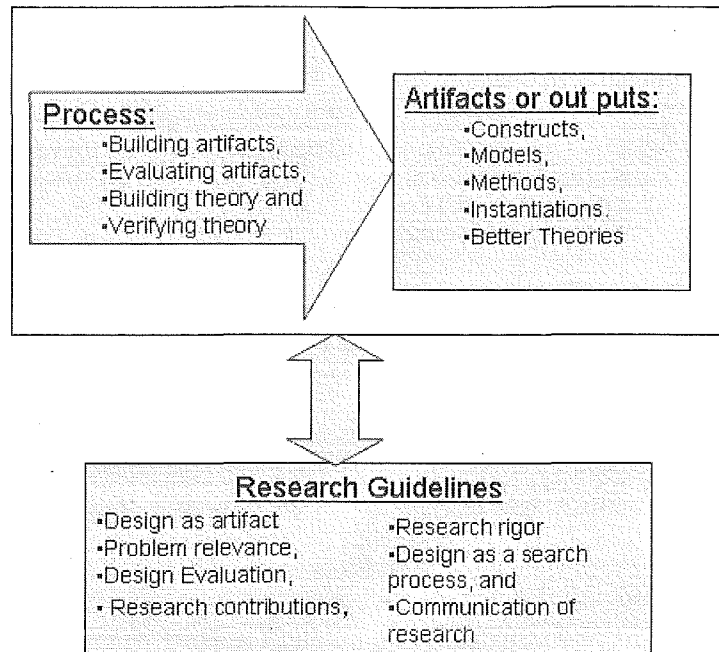 Process:
▪Building artifacts,
▪Evaluating artifacts,
▪Building theory and
▪Verifying theory
Artifacts or out puts:
▪Constructs,
▪Models,
▪Methods,
▪Instantiations.
▪Better Theories
Research Guidelines
▪Design as artifact
▪Problem relevance,
▪Design Evaluation,
▪ Research contributions,
▪Research rigor
▪Design as a search
process, and
▪Communication of
research